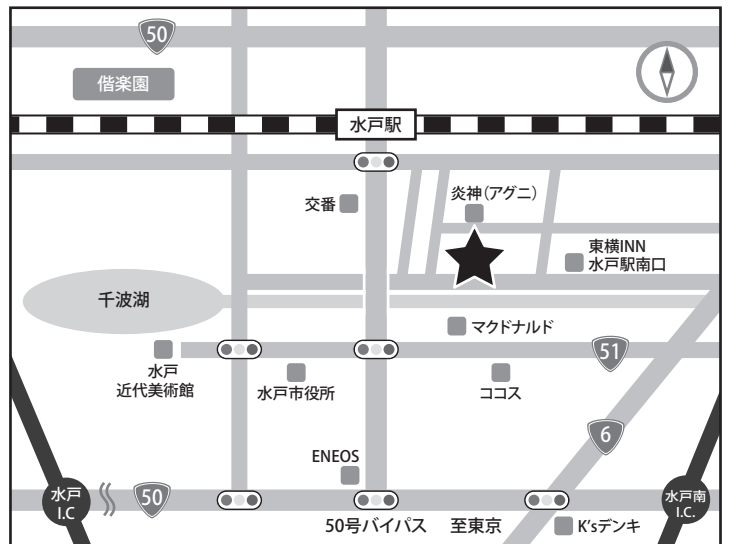 50
偕楽園
水戸駅
交番
炎神（アグニ）
東横INN
水戸駅南口
千波湖
マクドナルド
水戸
近代美術館
水戸市役所
ココス
51
6
ENEOS
水戸
I.C
50
水戸南
I.C.
50号バイパス
至東京
K'sデンキ